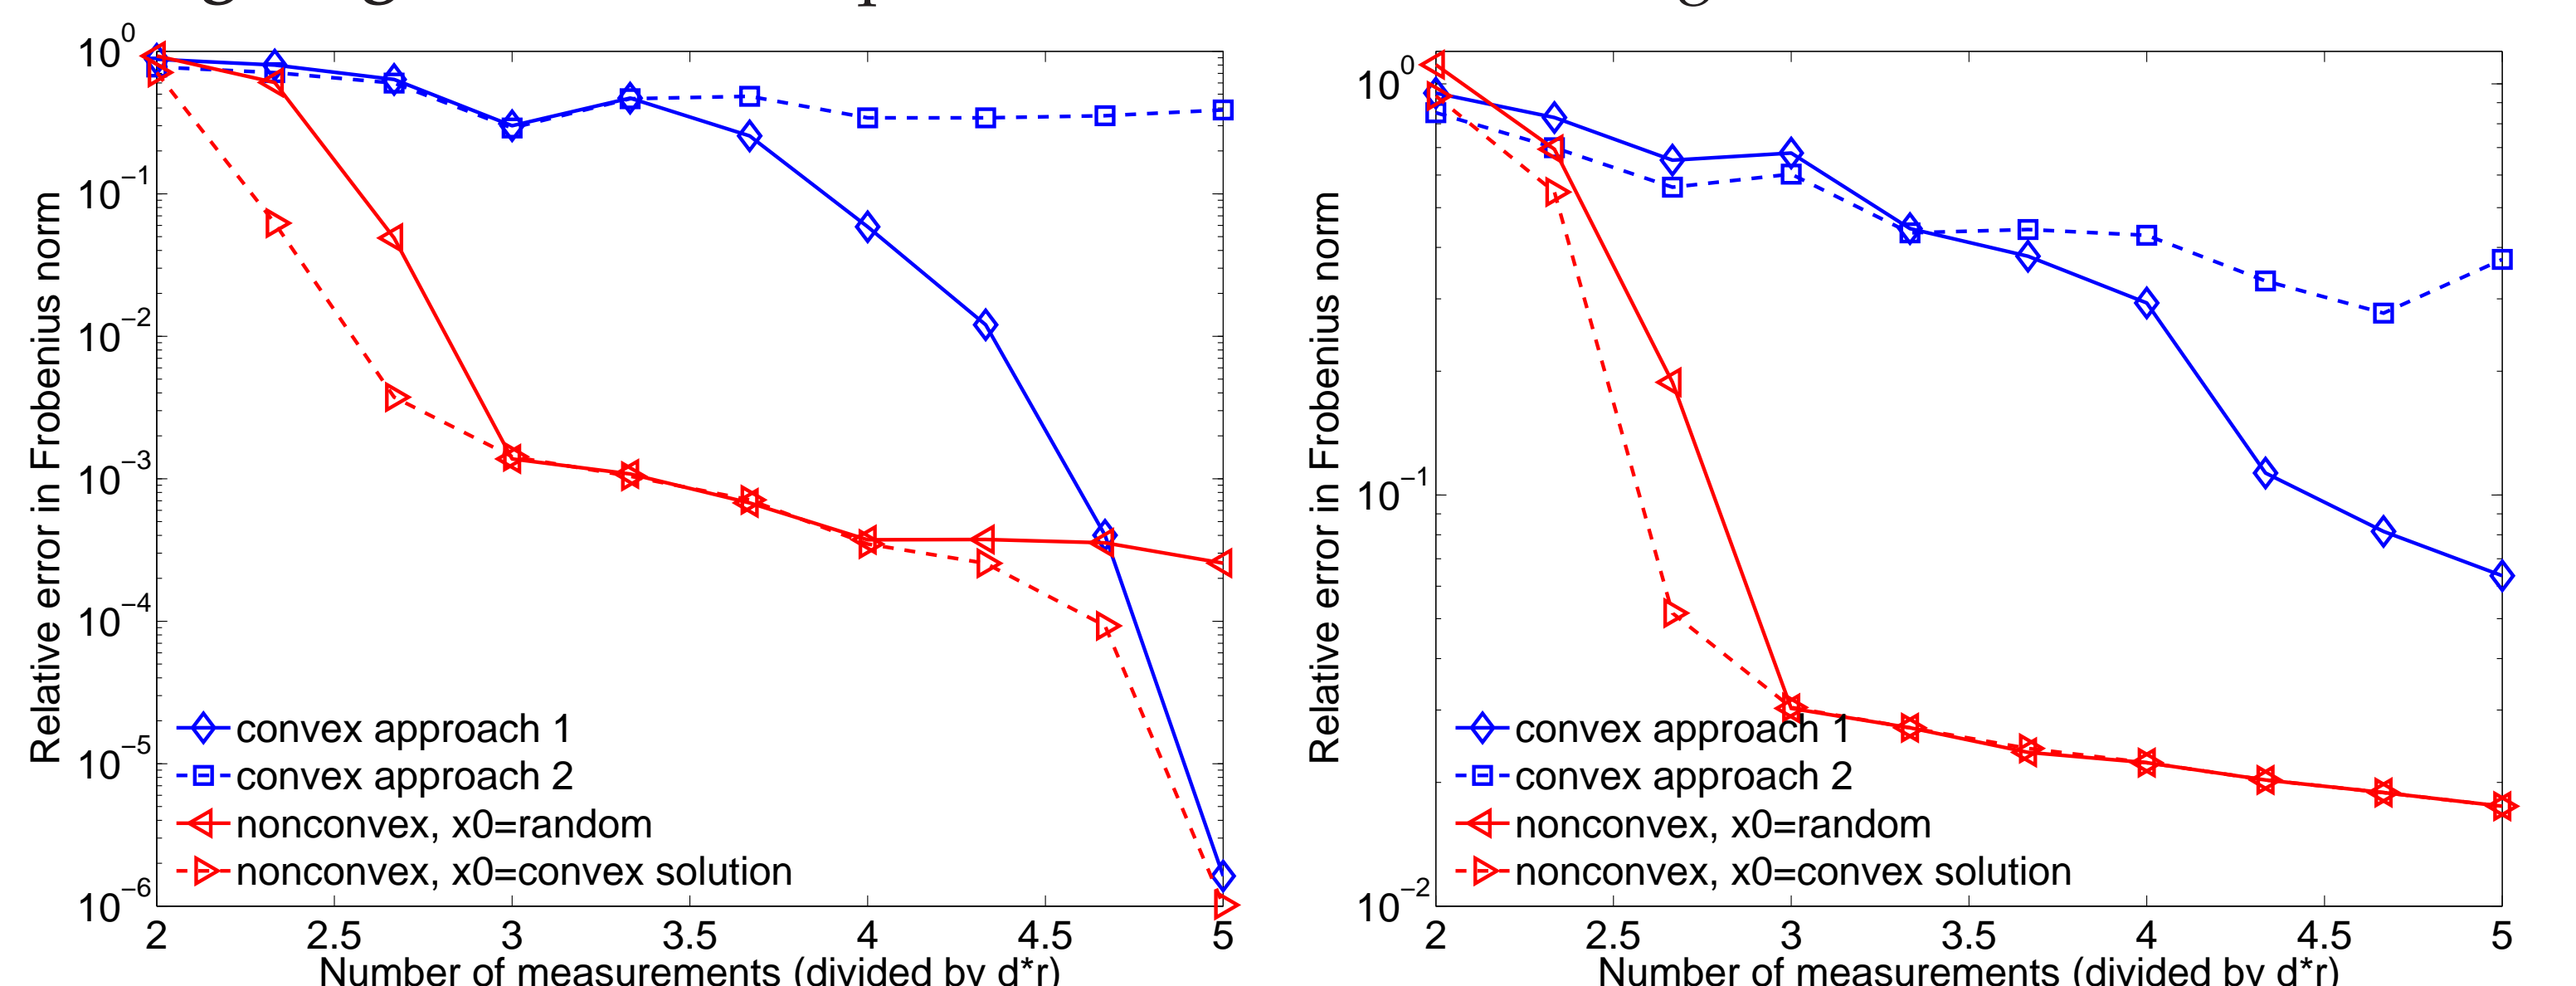 10^0
10^−1
10^−2
10^−3
10^−4
10^−5
10^−6
Relative error in Frobenius norm
convex approach 1
convex approach 2
nonconvex, x0=random
nonconvex, x0=convex solution
2 2.5 3 3.5 4 4.5 5
Number of measurements (divided by d*r)
10^0
10^−1
10^−2
Relative error in Frobenius norm
convex approach 1
convex approach 2
nonconvex, x0=random
nonconvex, x0=convex solution
2 2.5 3 3.5 4 4.5 5
Number of measurements (divided by d*r)